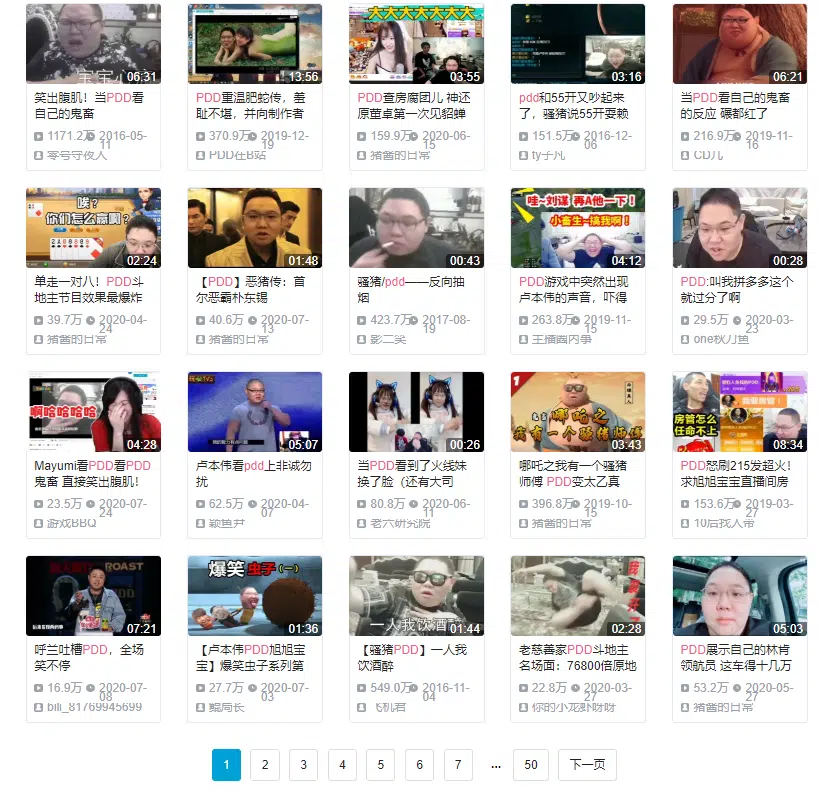 宝宝心
06:31
笑出腹肌！当PDD看
自己的鬼畜
1171.2万 2016-05-
11
零号守夜人
13:56
PDD重温肥蛇传，羞
耻不堪，并向制作者
370.9万 2019-12-
19
PDD在B站
大大大大大大大
03:55
PDD查房腐团儿 神还
原董卓第一次见貂蝉
159.9万 2020-06-
15
猪酱的日常
03:16
pdd和55开又吵起来
了，骚猪说55开耍赖
151.5万 2016-12-
06
ty子凡
06:21
当PDD看自己的鬼畜
的反应 碾都红了
216.9万 2019-11-
16
CD儿
唉?
你们怎么赢啊?
02:24
单走一对八！PDD斗
地主节目效果最爆炸
39.7万 2020-04-
24
猪酱的日常
01:48
【PDD】恶猪传：首
尔恶霸朴东锡
40.6万 2020-07-
13
00:43
骚猪/pdd——反向抽
烟
423.7万 2017-08-
19
影二笑
哇~刘谋 再A他一下!
小畜生~搞我啊!
04:12
PDD游戏中突然出现
卢本伟的声音，吓得
263.8万 2019-11-
15
00:28
PDD:叫我拼多多这个
就过分了啊
29.5万 2020-03-
23
one秋刀鱼
啊哈哈哈哈
04:28
Mayumi看PDD看PDD
鬼畜 直接笑出腹肌！
23.5万 2020-07-
24
游戏BBQ
05:07
卢本伟看pdd上非诚勿
扰
62.5万 2020-04-
07
颖鱼尹
00:26
当PDD看到了火线妹
换了脸（还有大司
80.8万 2020-06-
11
老六研究院
1
哪吒之
我有一个骚猪师傅
03:43
哪吒之我有一个骚猪
师傅 PDD变太乙真
396.8万 2019-10-
15
猪酱的日常
房管怎么
任命不上
08:34
PDD怒刷215发超火！
求旭旭宝宝直播间房
153.6万 2019-03-
27
10后找人带
ROAST
07:21
呼兰吐槽PDD，全场
笑不停
16.9万 2020-07-
08
bili_81769945699
爆笑虫子(一)
01:36
【卢本伟PDD旭旭宝
宝】爆笑虫子系列第
27.7万 2020-07-
03
鲲局长
一人我饮酒醉
01:44
【骚猪PDD】一人我
饮酒醉
549.0万 2016-11-
04
飞机君
02:28
老慈善家PDD斗地主
名场面：76800倍原地
22.8万 2020-03-
27
你的小龙虾呀呀
05:03
PDD展示自己的林肯
领航员 这车得十几万
53.2万 2020-05-
27
猪酱的日常
1 2 3 4 5 6 7 ... 50 下一页